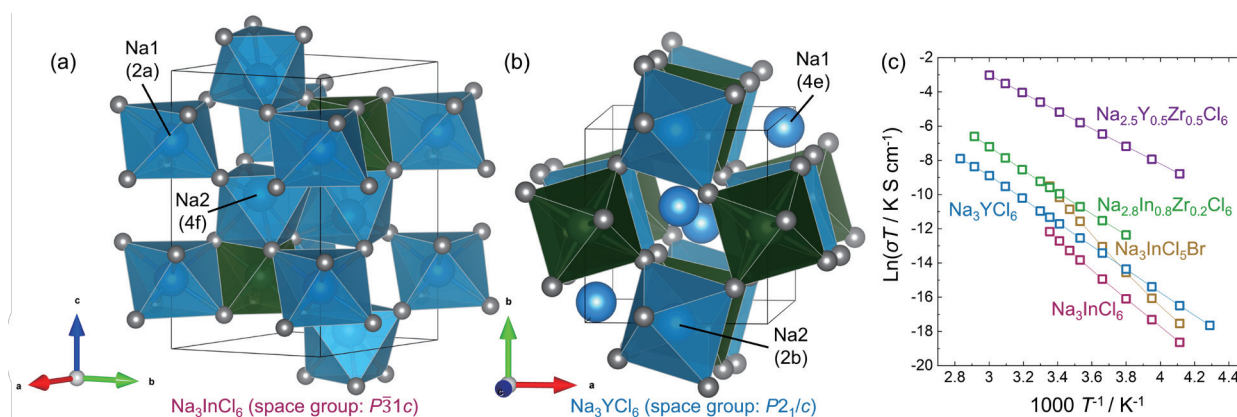 (a)
Na1
(2a)
Na2
(4f)
c
a
b
Na₃InCl₆ (space group: P3̅1c)
(b)
Na1
(4e)
Na2
(2b)
b
c
a
Na₃YCl₆ (space group: P2₁/c)
(c)
Ln(σT / K S cm⁻¹)
-2
-4
-6
-8
-10
-12
-14
-16
-18
Na₂.₅Y₀.₅Zr₀.₅Cl₆
Na₂.₈In₀.₈Zr₀.₂Cl₆
Na₃YCl₆
Na₃InCl₅Br
Na₃InCl₆
2.8 3 3.2 3.4 3.6 3.8 4 4.2 4.4
1000 T⁻¹ / K⁻¹